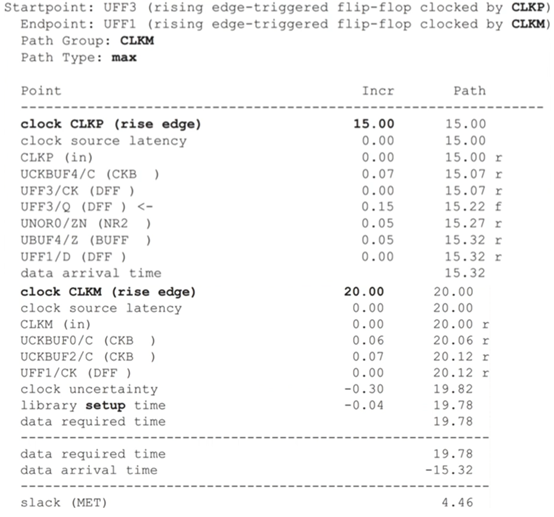 Startpoint: UFF3 (rising edge-triggered flip-flop clocked by CLKP)
Endpoint: UFF1 (rising edge-triggered flip-flop clocked by CLKM)
Path Group: CLKM
Path Type: max
Point Incr Path
------------------------------------------------------------
clock CLKP (rise edge) 15.00 15.00
clock source latency 0.00 15.00
CLKP (in) 0.00 15.00 r
UCKBUF4/C (CKB ) 0.07 15.07 r
UFF3/CK (DFF ) 0.00 15.07 r
UFF3/Q (DFF ) <- 0.15 15.22 f
UNOR0/ZN (NR2 ) 0.05 15.27 r
UBUF4/Z (BUFF ) 0.05 15.32 r
UFF1/D (DFF ) 0.00 15.32 r
data arrival time 15.32
clock CLKM (rise edge) 20.00 20.00
clock source latency 0.00 20.00
CLKM (in) 0.00 20.00 r
UCKBUF0/C (CKB ) 0.06 20.06 r
UCKBUF2/C (CKB ) 0.07 20.12 r
UFF1/CK (DFF ) 0.00 20.12 r
clock uncertainty -0.30 19.82
library setup time -0.04 19.78
data required time 19.78
------------------------------------------------------------
data required time 19.78
data arrival time -15.32
------------------------------------------------------------
slack (MET) 4.46